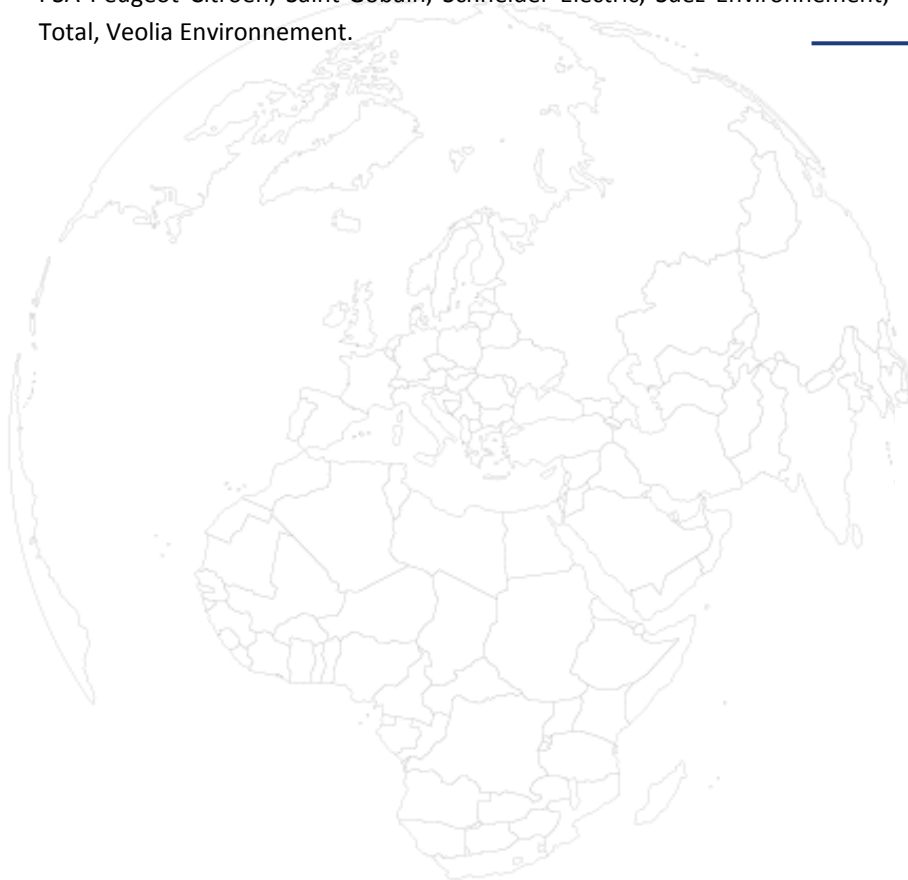 PSA Peugeot Citroën, Saint-Gobain, Schneider Electric, Suez Environnement,
Total, Veolia Environnement.